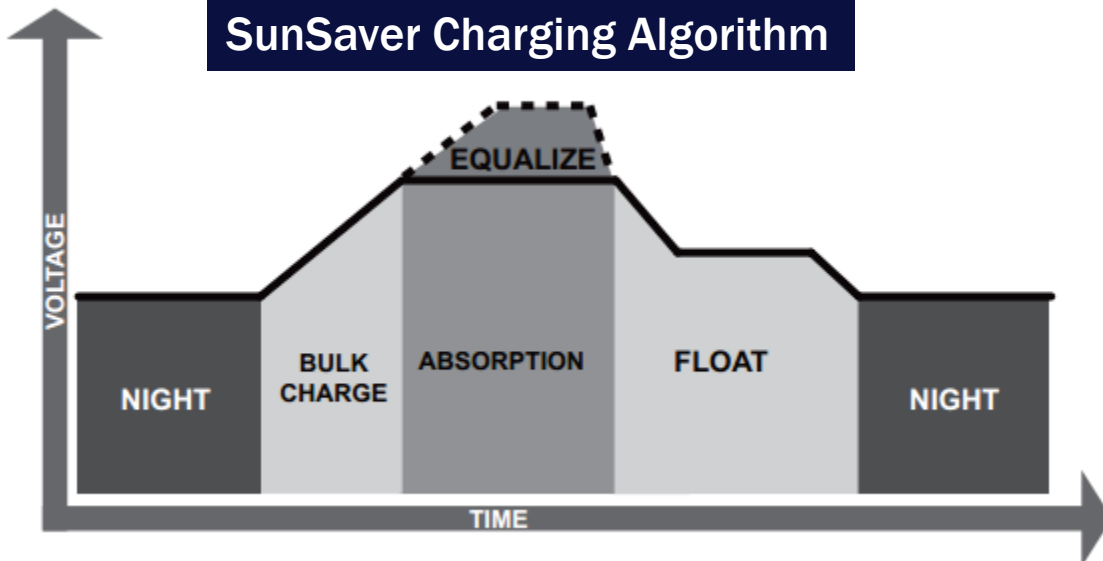 SunSaver Charging Algorithm
VOLTAGE
EQUALIZE
NIGHT
BULK
CHARGE
ABSORPTION
FLOAT
NIGHT
TIME